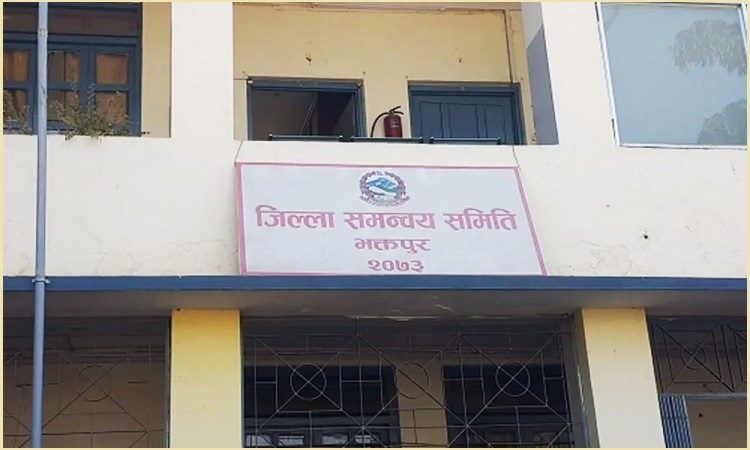 जिल्ला समन्वय समिति
भक्तपुर
२०७३